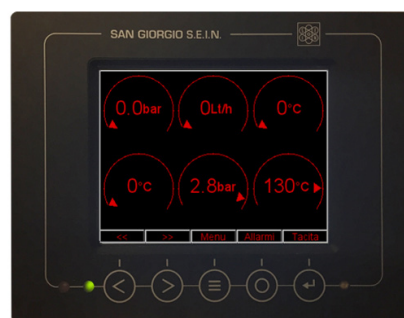 SAN GIORGIO S.E.I.N.
0.0bar 0Lt/h 0°C
0°C 2.8bar 130°C
<< >> Menu Allarmi Tacita